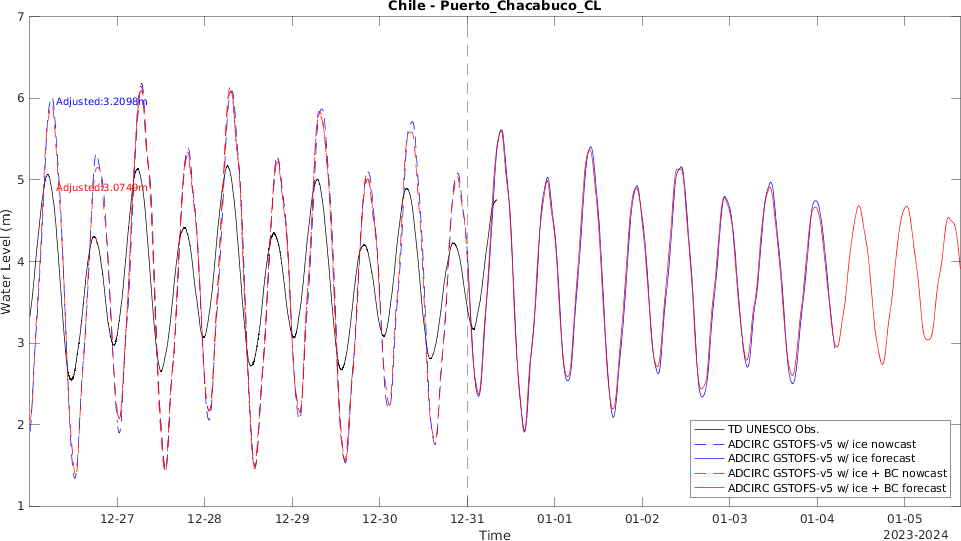 Chile - Puerto_Chacabuco_CL
7
6
5
4
3
2
1
Water Level (m)
Adjusted:3.2098m
Adjusted:3.0749m
TD UNESCO Obs.
ADCIRC GSTOFS-v5 w/ ice nowcast
ADCIRC GSTOFS-v5 w/ ice forecast
ADCIRC GSTOFS-v5 w/ ice + BC nowcast
ADCIRC GSTOFS-v5 w/ ice + BC forecast
12-27 12-28 12-29 12-30 12-31 01-01 01-02 01-03 01-04 01-05
Time
2023-2024